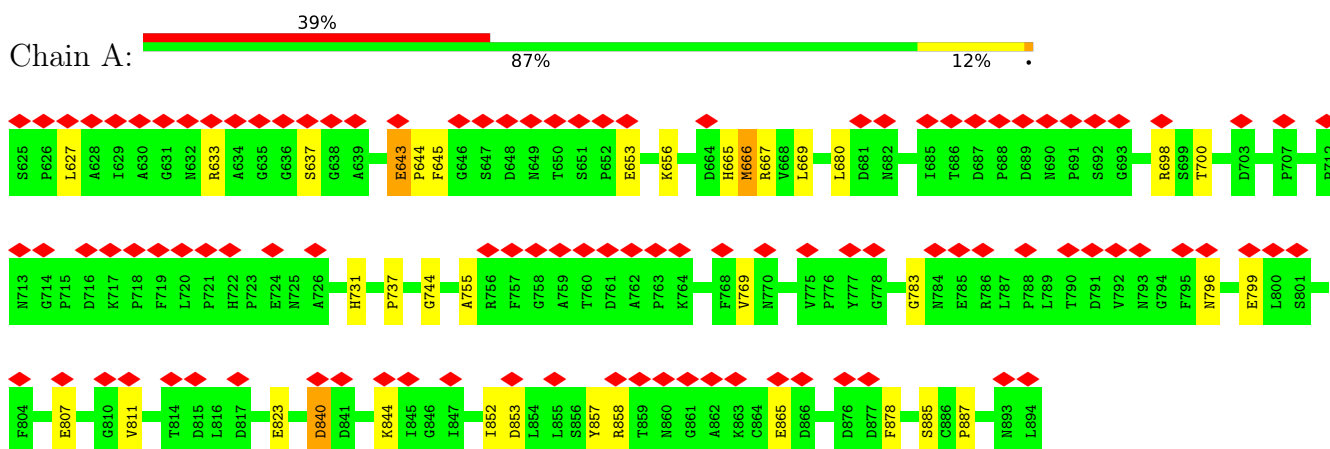 39%
Chain A:
87% 12% •
S625 P626 L627 A628 I629 A630 G631 N632 R633 A634 G635 G636 S637 G638 A639 E643 P644 F645 G646 S647 D648 N649 T650 S651 P652 E653 K656 D664 H665 M666 R667 V668 L669 L680 D681 N682 I685 T686 D687 P688 D689 N690 P691 S692 G693 R698 S699 T700 D703 P707 P712
N713 G714 P715 D716 K717 P718 F719 L720 P721 H722 P723 E724 N725 A726 H731 P737 G744 A755 R756 F757 G758 A759 T760 D761 A762 P763 K764 F768 V769 N770 V775 P776 Y777 G778 G783 N784 E785 R786 L787 P788 L789 T790 D791 V792 N793 G794 F795 N796 E799 L800 S801
F804 E807 G810 V811 T814 D815 L816 D817 E823 D840 D841 K844 I845 G846 I847 I852 D853 L854 L855 S856 Y857 R858 T859 N860 G861 A862 K863 C884 E865 D866 D876 D877 F878 S885 C886 P887 N893 L894